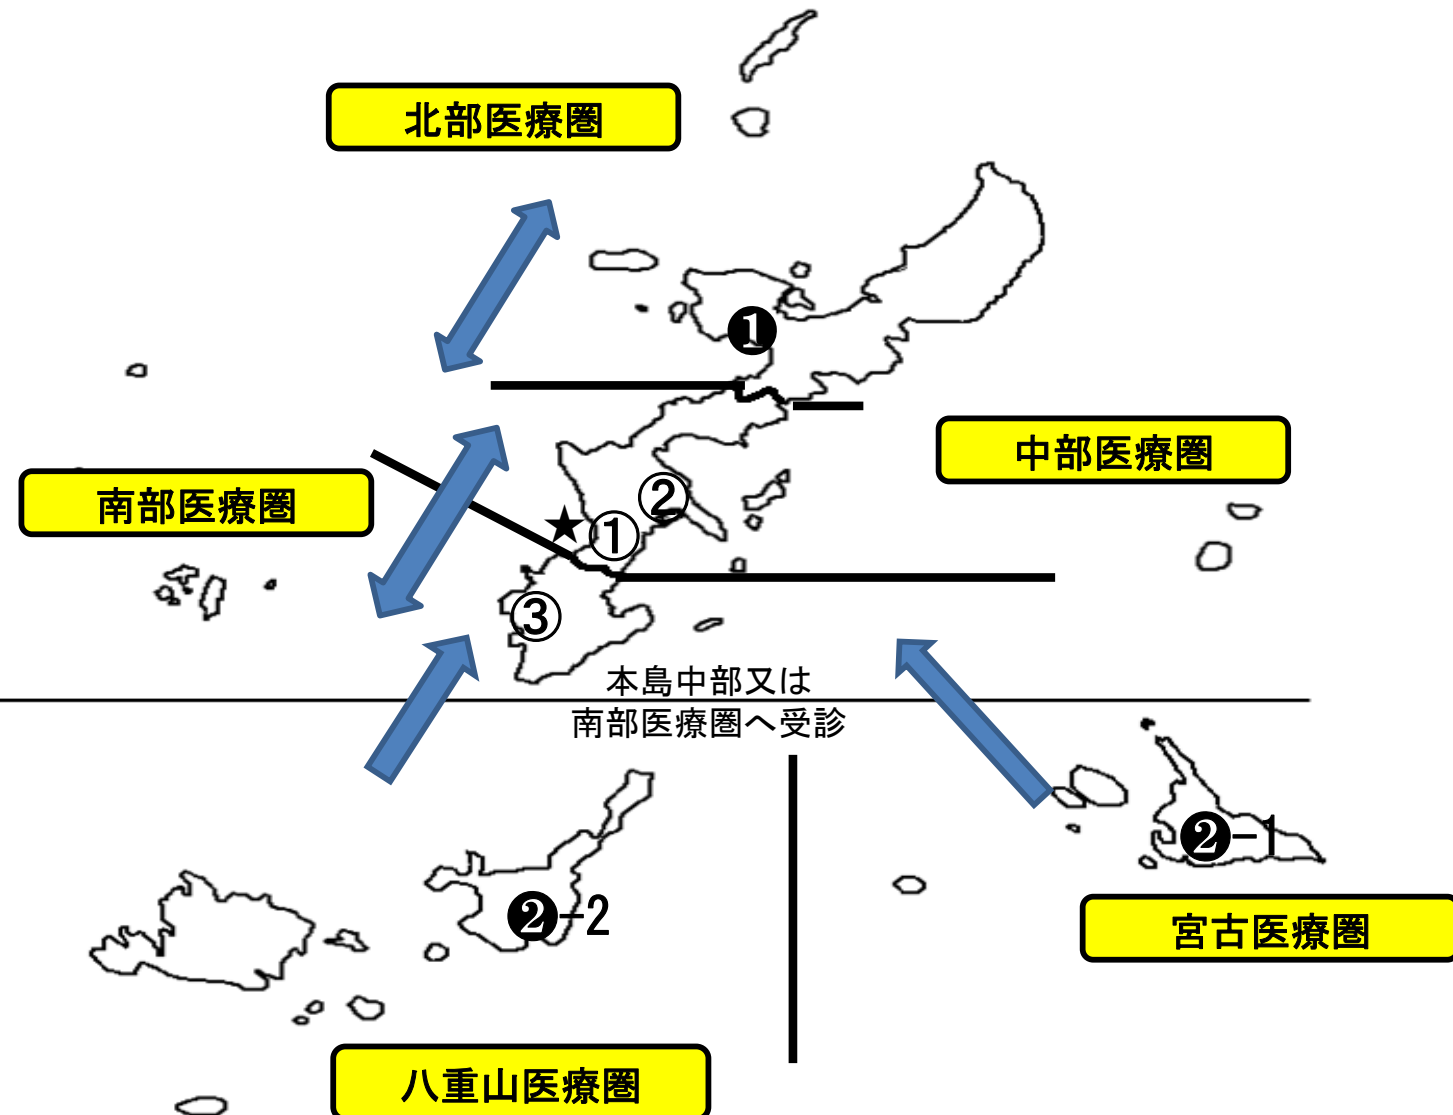 北部医療圏
❶
中部医療圏
南部医療圏
②
★
①
③
本島中部又は
南部医療圏へ受診
❷-1
❷-2
宮古医療圏
八重山医療圏